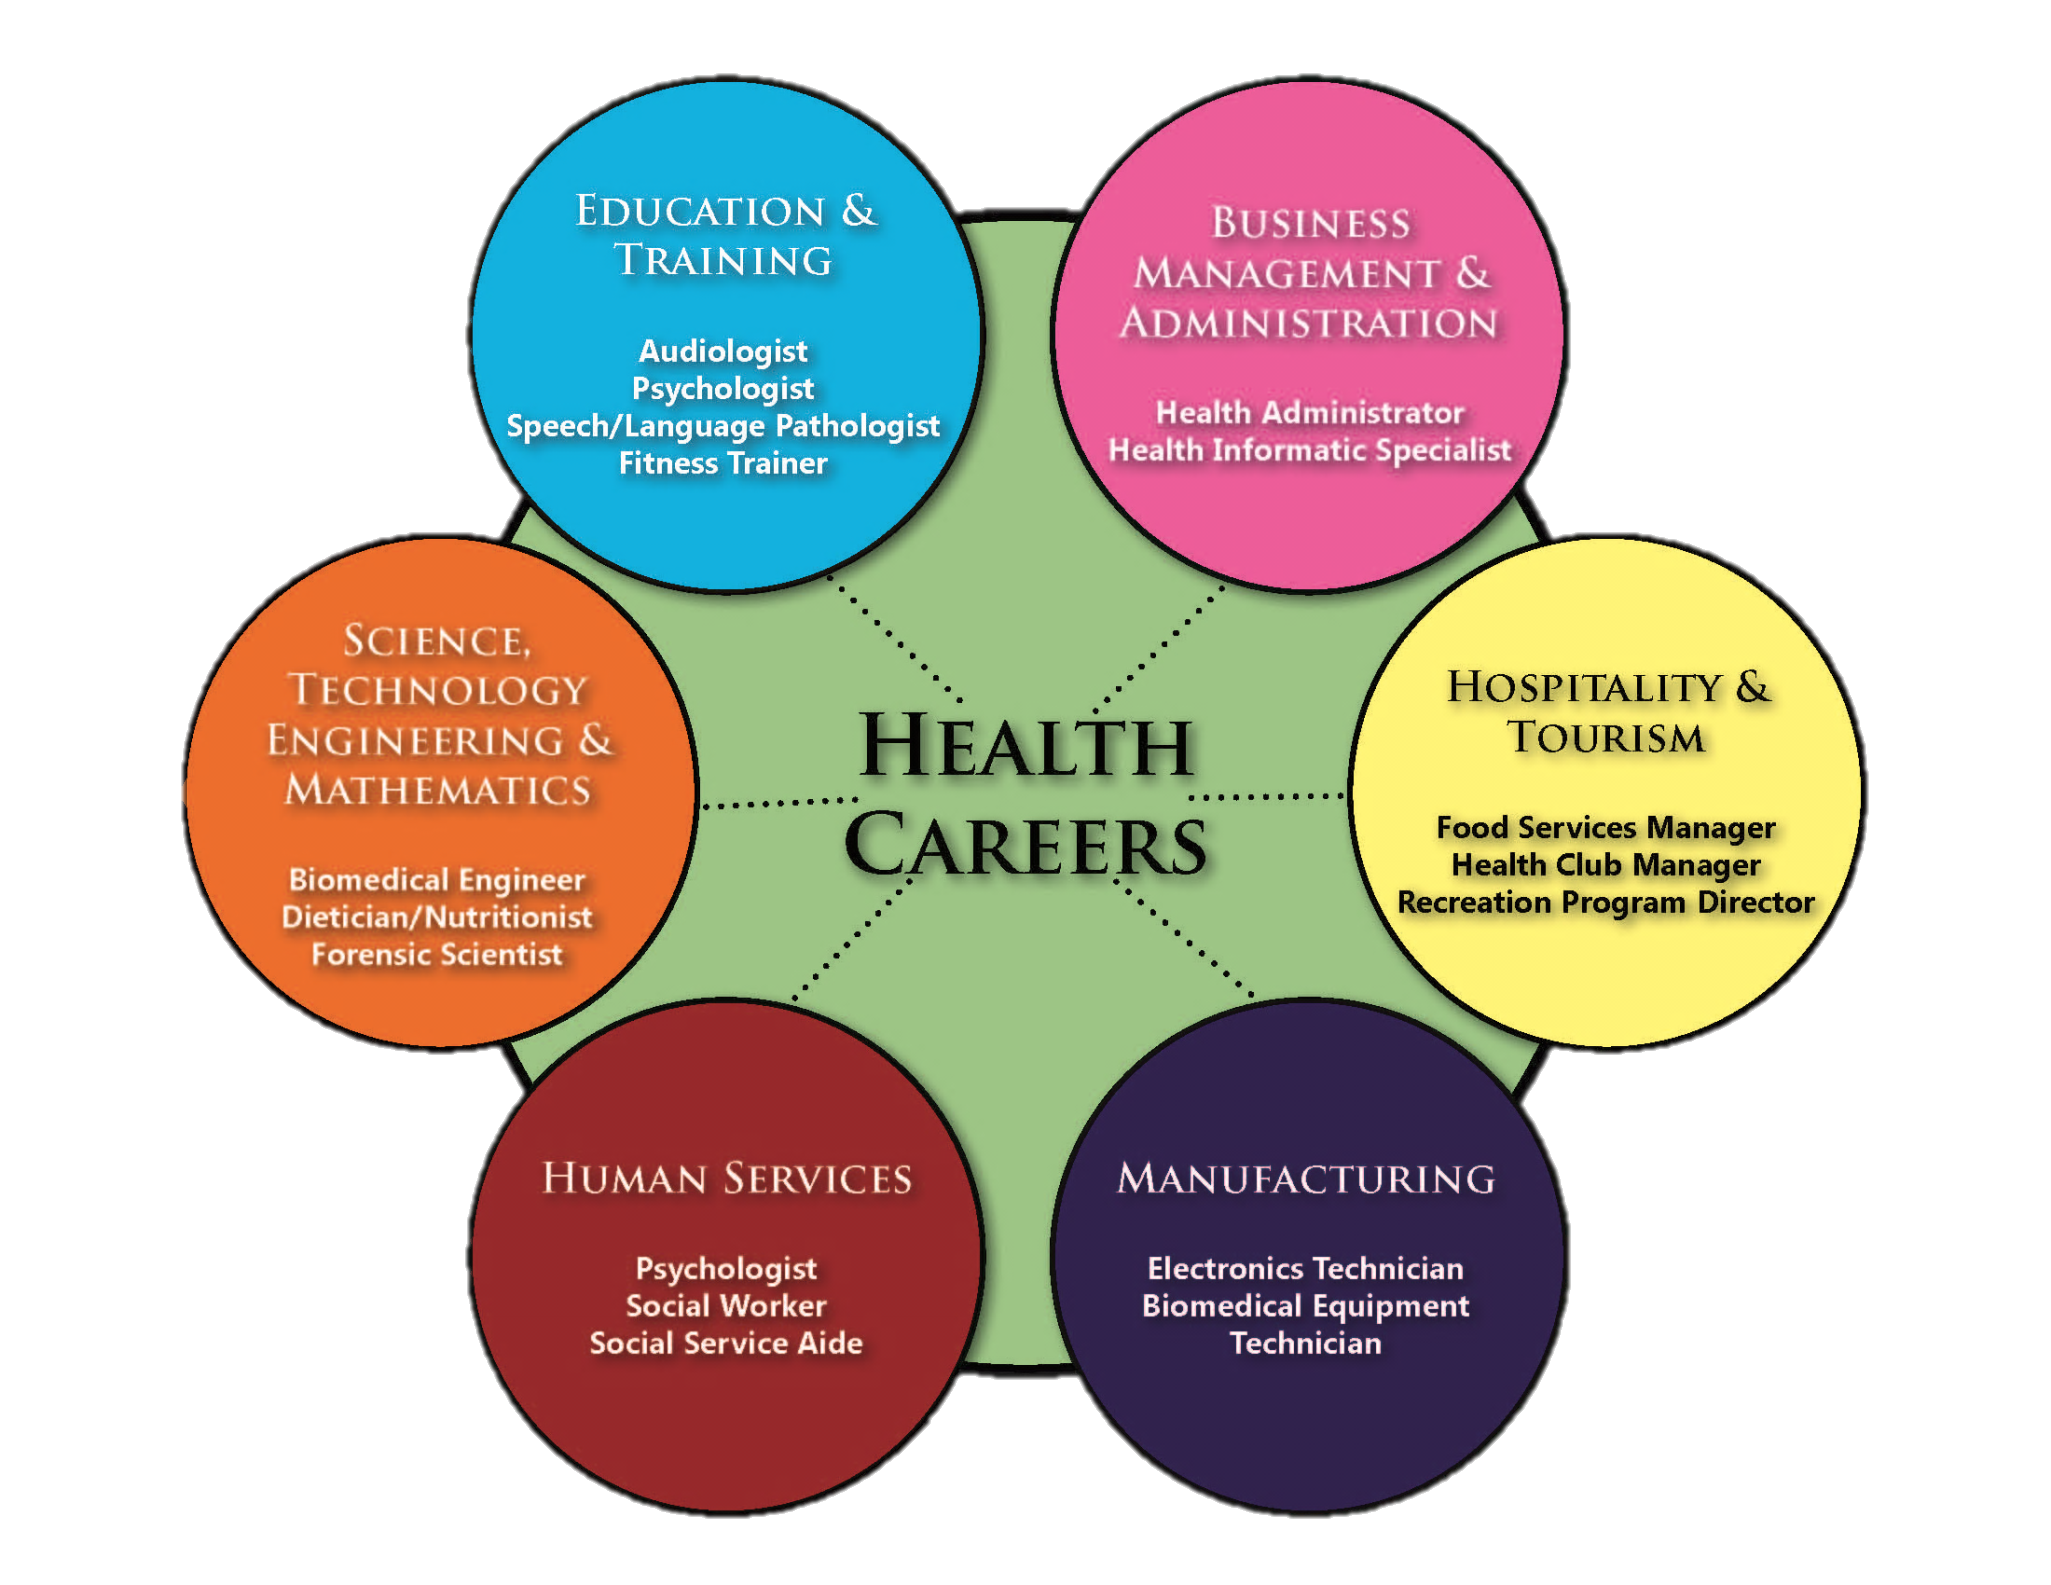 Education &
Training
Audiologist
Psychologist
Speech/Language Pathologist
Fitness Trainer
Business
Management &
Administration
Health Administrator
Health Informatic Specialist
Science,
Technology
Engineering &
Mathematics
Biomedical Engineer
Dietician/Nutritionist
Forensic Scientist
Health
Careers
Hospitality &
Tourism
Food Services Manager
Health Club Manager
Recreation Program Director
Human Services
Psychologist
Social Worker
Social Service Aide
Manufacturing
Electronics Technician
Biomedical Equipment
Technician